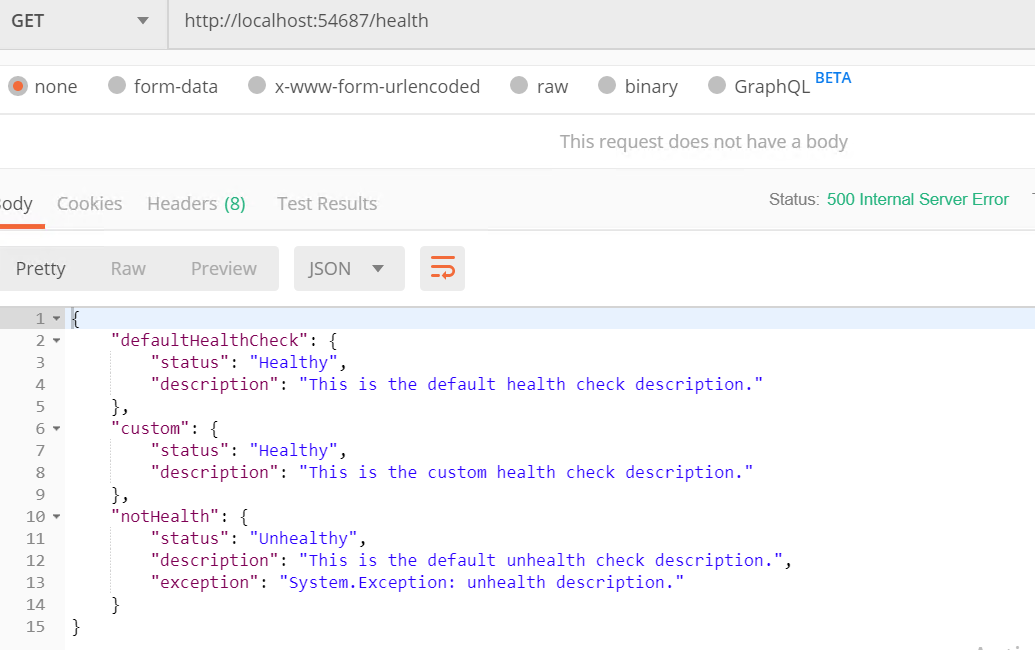 GET http://localhost:54687/health
none form-data x-www-form-urlencoded raw binary GraphQL BETA
This request does not have a body
ody Cookies Headers (8) Test Results Status: 500 Internal Server Error
Pretty Raw Preview JSON
1 {
2 "defaultHealthCheck": {
3 "status": "Healthy",
4 "description": "This is the default health check description."
5 },
6 "custom": {
7 "status": "Healthy",
8 "description": "This is the custom health check description."
9 },
10 "notHealth": {
11 "status": "Unhealthy",
12 "description": "This is the default unhealth check description.",
13 "exception": "System.Exception: unhealth description."
14 }
15 }